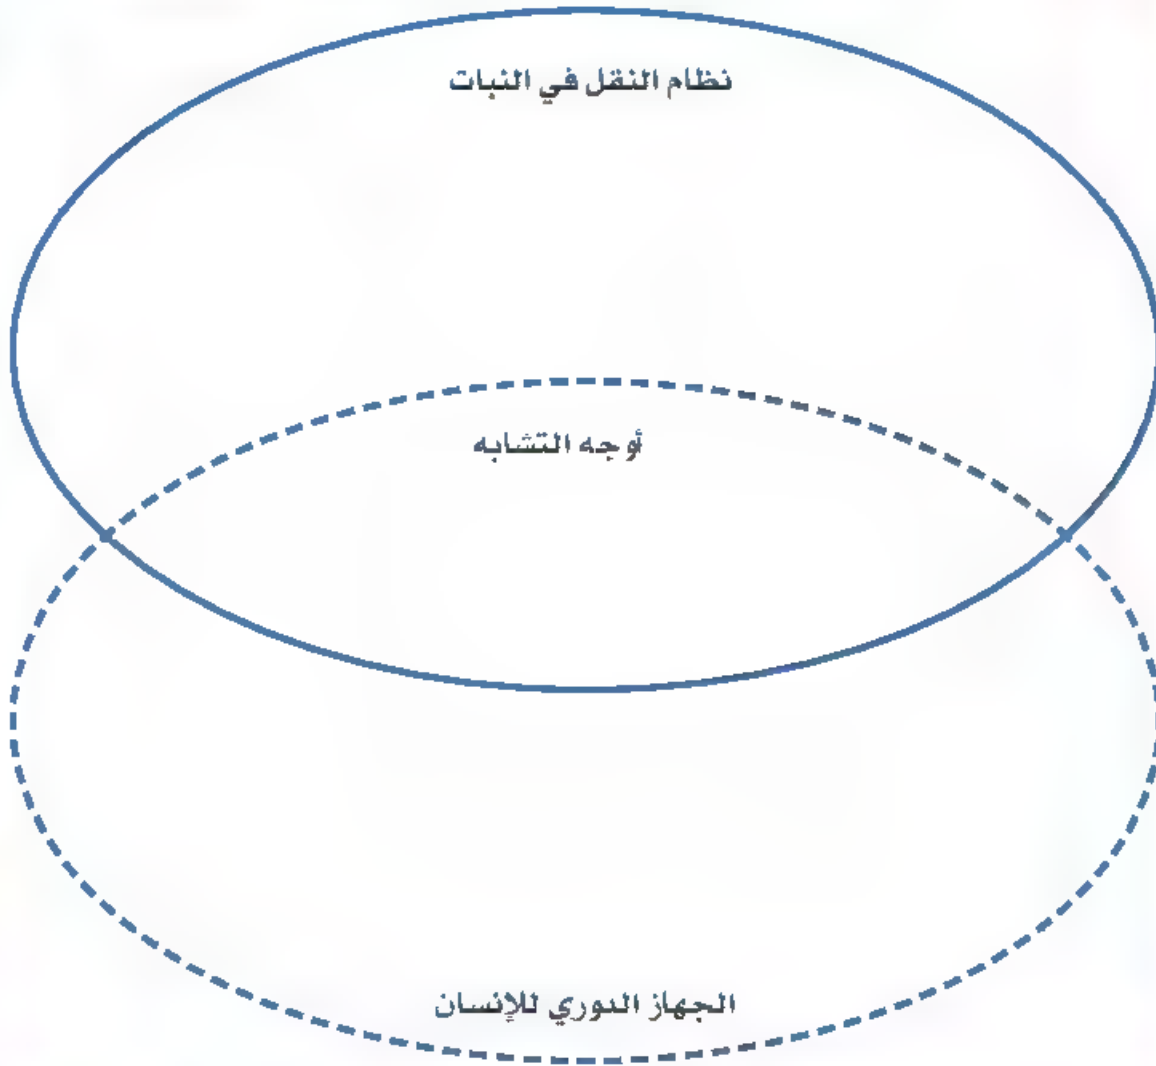 نظام النقل في النبات
أوجه التشابه
الجهاز الدوري للإنسان